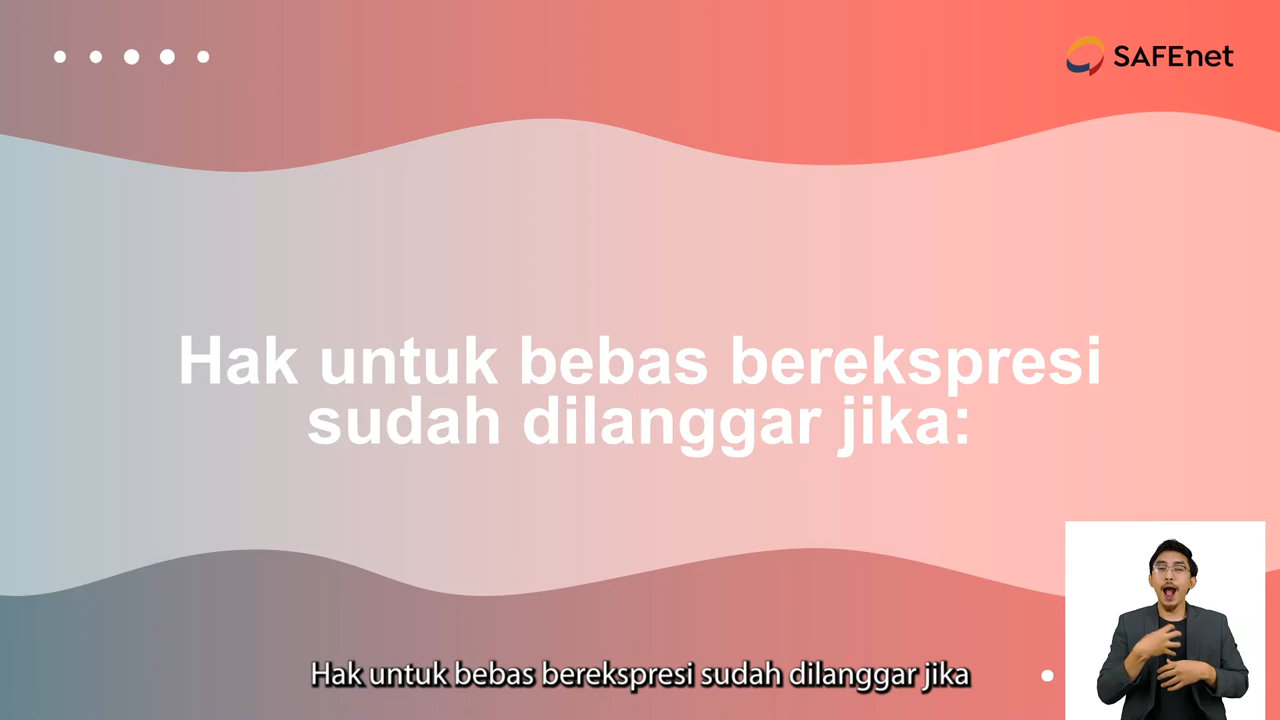 SAFEnet
Hak untuk bebas berekspresi
sudah dilanggar jika:
Hak untuk bebas berekspresi sudah dilanggar jika